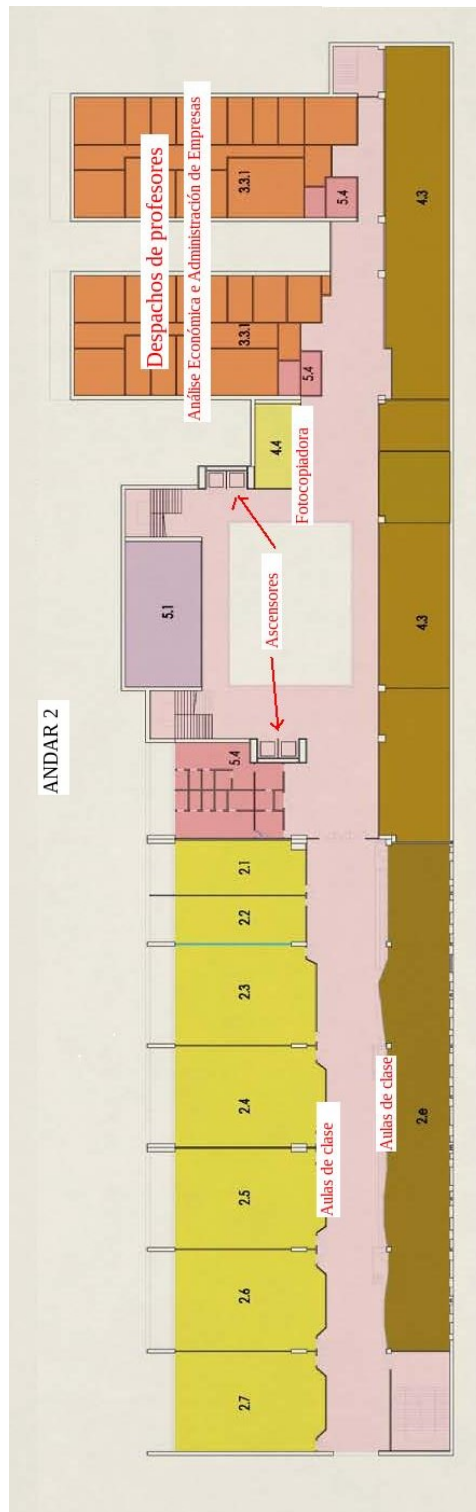 ANDAR 2
Despachos de profesores
Análise Económica e Administración de Empresas
3.3.1
5.4
4.3
3.3.1
5.4
4.4
Fotocopiadora
Ascensores
5.1
4.3
5.4
2.1
2.2
2.3
2.4
2.5
2.6
2.7
Aulas de clase
Aulas de clase
2.e